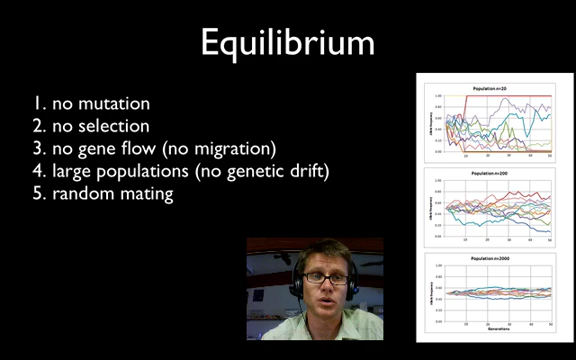 Equilibrium
1. no mutation
2. no selection
3. no gene flow (no migration)
4. large populations (no genetic drift)
5. random mating
Population n=20
Population n=200
Population n=2000
Generations